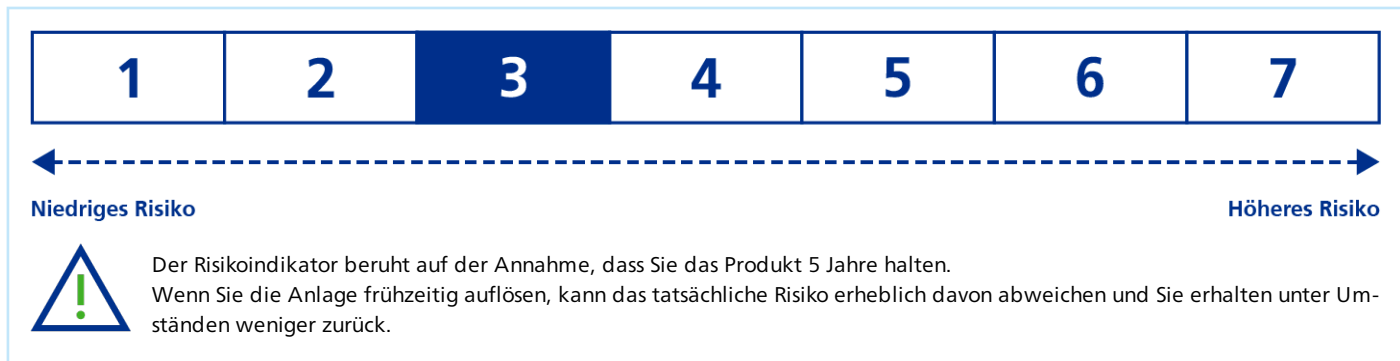 1 2 3 4 5 6 7
Niedriges Risiko Höheres Risiko
Der Risikoindikator beruht auf der Annahme, dass Sie das Produkt 5 Jahre halten.
Wenn Sie die Anlage frühzeitig auflösen, kann das tatsächliche Risiko erheblich davon abweichen und Sie erhalten unter Um-
ständen weniger zurück.